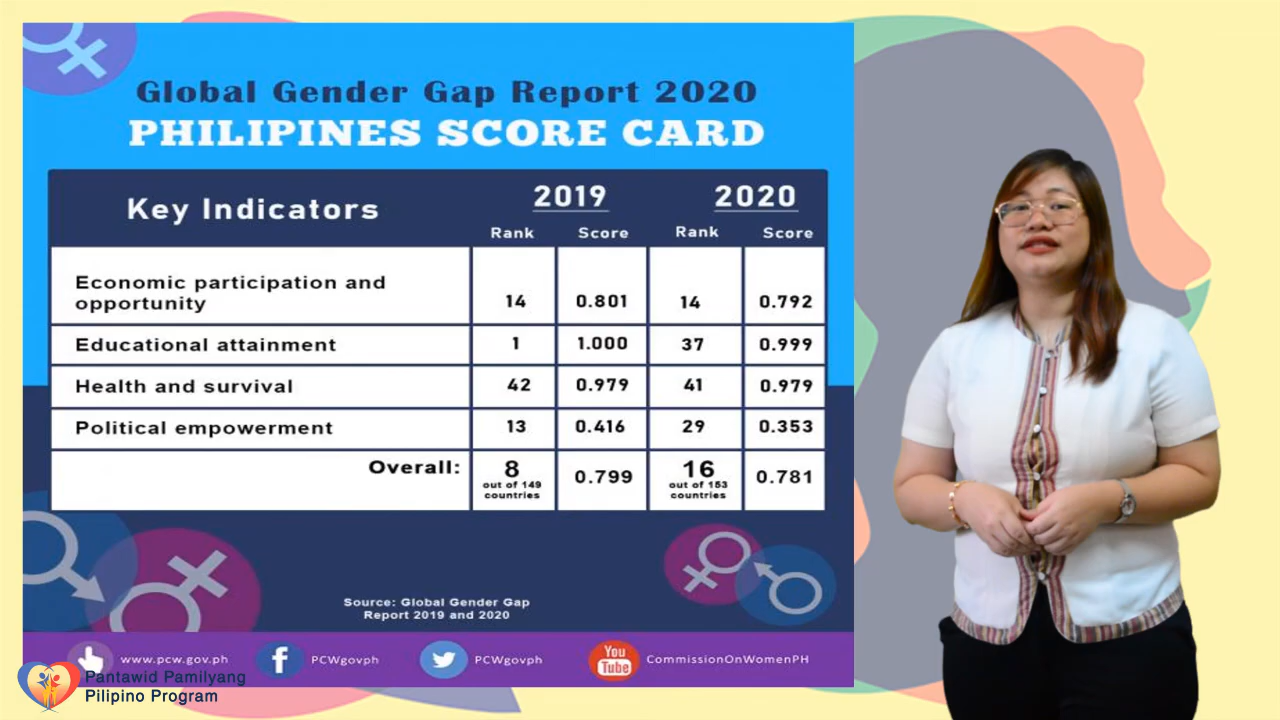 Global Gender Gap Report 2020
PHILIPPINES SCORE CARD
Key Indicators
2019
2020
Rank
Score
Rank
Score
Economic participation and
opportunity
14
0.801
14
0.792
Educational attainment
1
1.000
37
0.999
Health and survival
42
0.979
41
0.979
Political empowerment
13
0.416
29
0.353
Overall:
8
out of 149
countries
0.799
16
out of 153
countries
0.781
Source: Global Gender Gap
Report 2019 and 2020
www.pcw.gov.ph
PCWgovph
PCWgovph
You
Tube
CommissionOnWomenPH
Pantawid Pamilyang
Pilipino Program